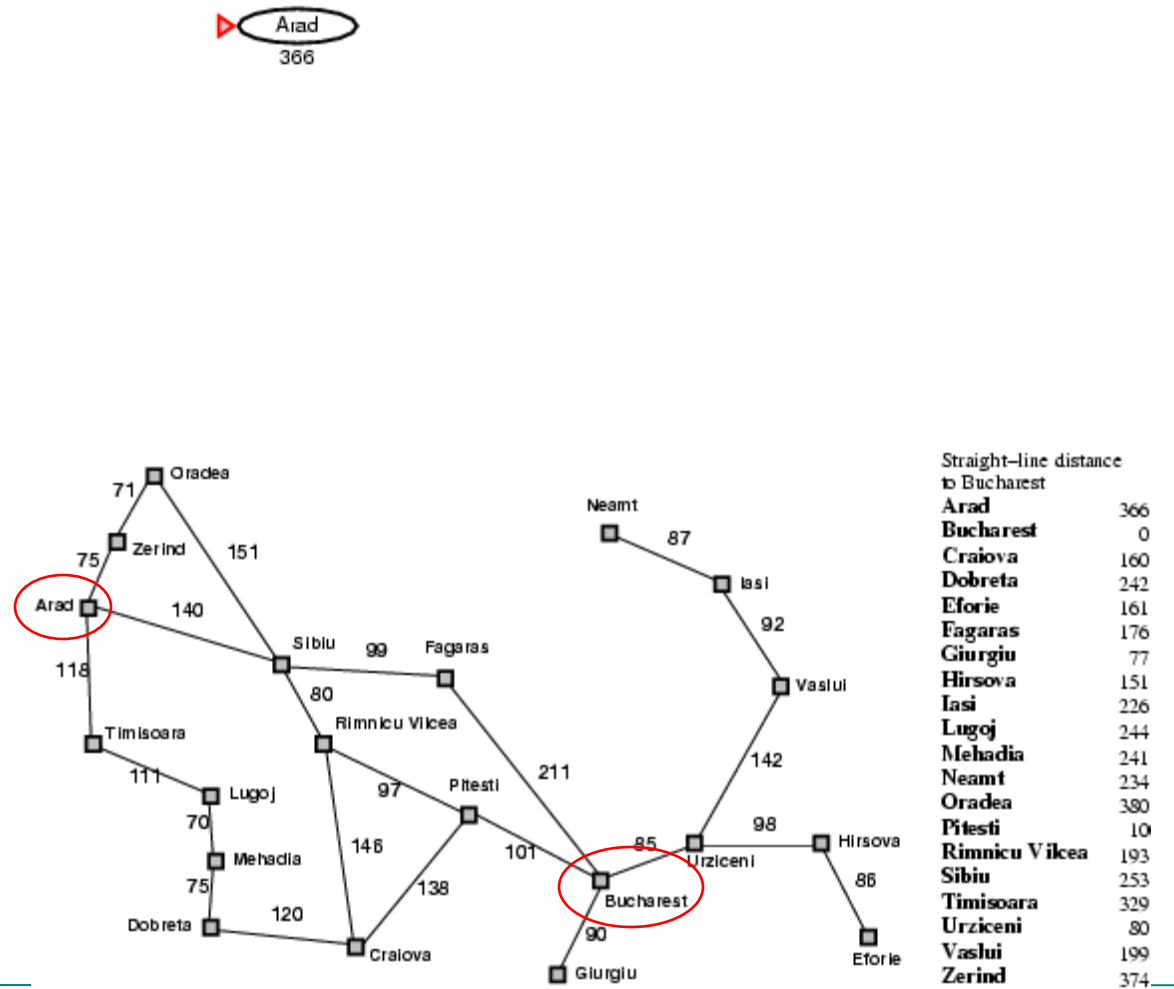 Arad
366
Oradea
71
Neamt
87
Zerind
151
75
Iasi
Arad
140
92
Sibiu
99
Fagaras
118
80
Vaslui
Rimnicu Vilcea
Timisoara
111
211
142
Lugoj
97
Pitesti
70
98
Hirsova
146
101
85
Urziceni
Mehadia
86
75
138
Bucharest
120
Dobreta
90
Craiova
Eforie
Giurgiu
Straight-line distance
to Bucharest
Arad 366
Bucharest 0
Craiova 160
Dobreta 242
Eforie 161
Fagaras 176
Giurgiu 77
Hirsova 151
Iasi 226
Lugoj 244
Mehadia 241
Neamt 234
Oradea 380
Pitesti 10
Rimnicu Vilcea 193
Sibiu 253
Timisoara 329
Urziceni 80
Vaslui 199
Zerind 374